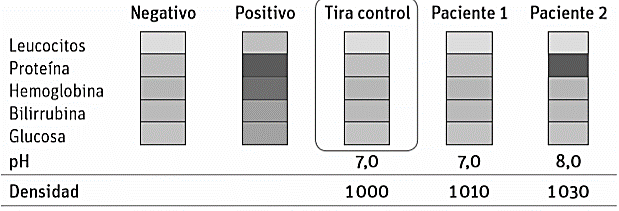 Negativo Positivo Tira control Paciente 1 Paciente 2
Leucocitos
Proteína
Hemoglobina
Bilirrubina
Glucosa
pH 7,0 7,0 8,0
Densidad 1000 1010 1030